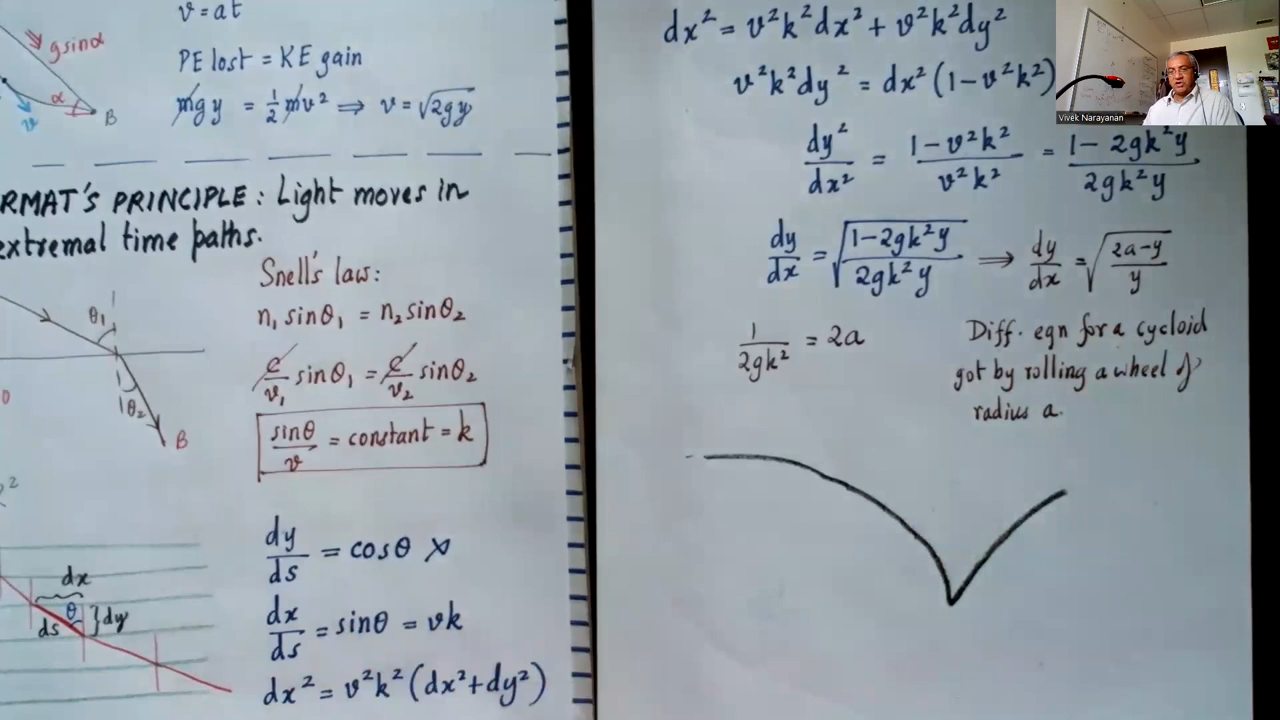 v = at
g sinα
PE lost = KE gain
α
mgy = 1/2 mv² ⟹ v = √2gy
v
B
RMAT'S PRINCIPLE : Light moves in
extremal time paths.
Snell's law:
θ₁
n₁ sinθ₁ = n₂ sinθ₂
c/v₁ sinθ₁ = c/v₂ sinθ₂
θ₂
B
sinθ/v = constant = k
dy/ds = cosθ
dx
θ
ds
dy
dx/ds = sinθ = vk
dx² = v²k² (dx²+dy²)
dx² = v²k²dx² + v²k²dy²
v²k²dy² = dx² (1-v²k²)
dy²/dx² = 1-v²k²/v²k² = 1-2gk²y/2gk²y
dy/dx = √1-2gk²y/2gk²y ⟹ dy/dx = √2a-y/y
1/2gk² = 2a
Diff. eqn for a cycloid
got by rolling a wheel of
radius a.
Vivek Narayanan